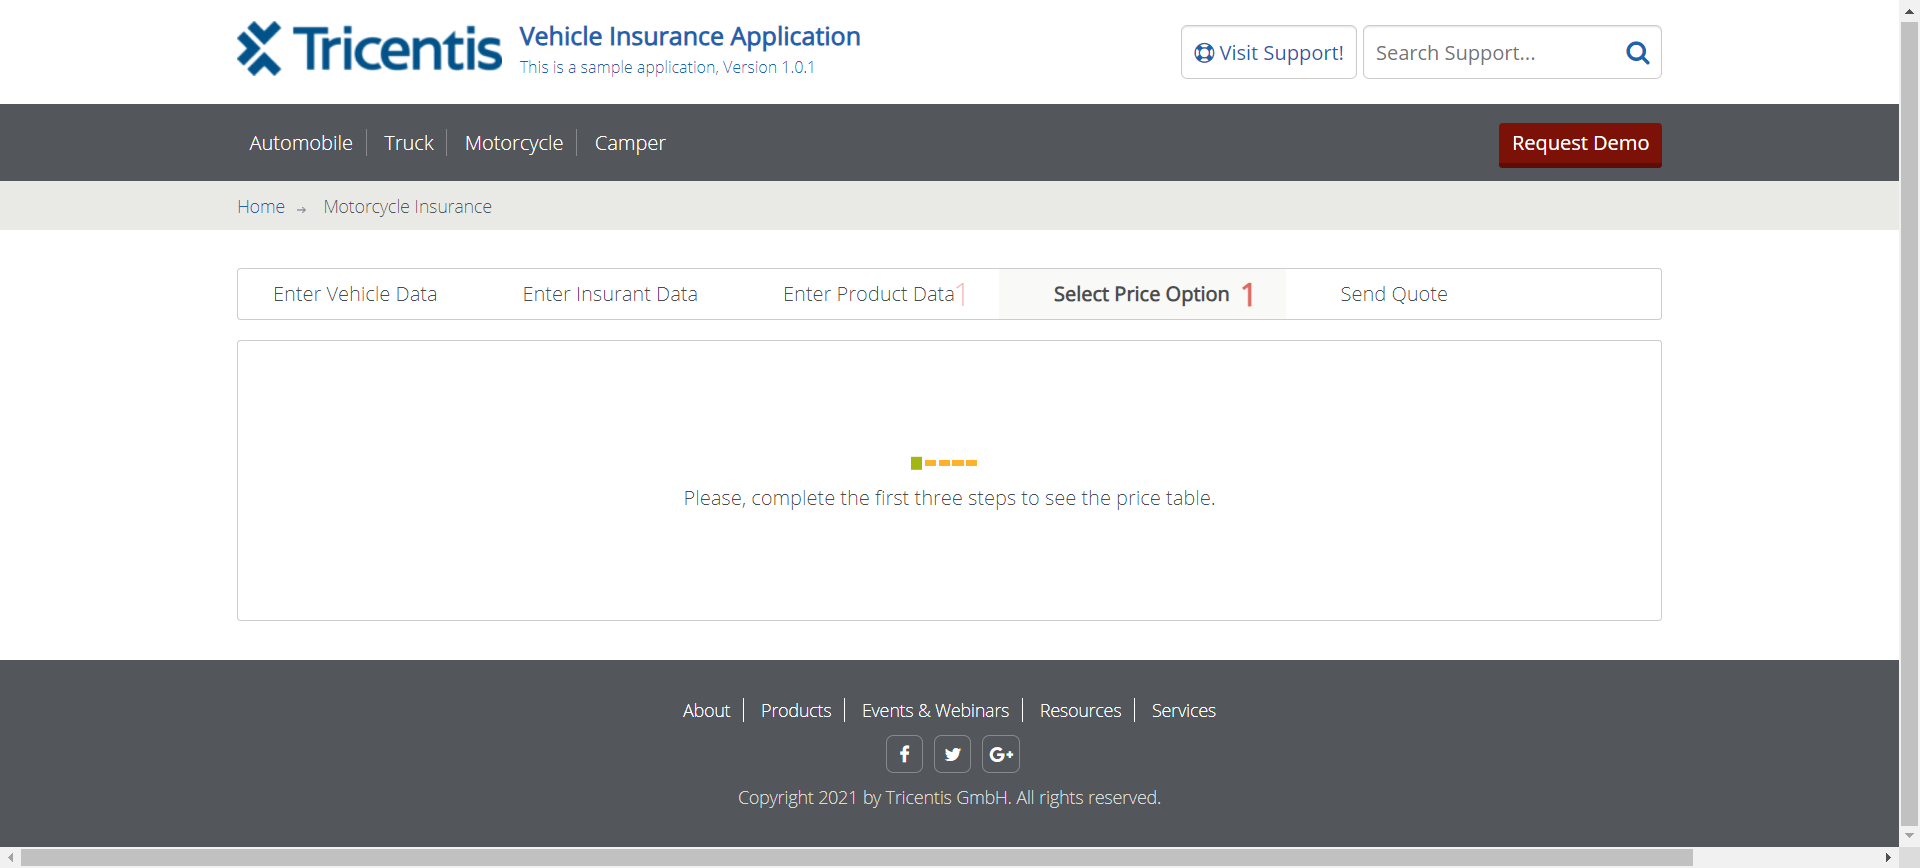 Tricentis
Vehicle Insurance Application
This is a sample application, Version 1.0.1
Visit Support!
Search Support...
Automobile
Truck
Motorcycle
Camper
Request Demo
Home → Motorcycle Insurance
Enter Vehicle Data
Enter Insurant Data
Enter Product Data 1
Select Price Option 1
Send Quote
Please, complete the first three steps to see the price table.
About
Products
Events & Webinars
Resources
Services
f
G+
Copyright 2021 by Tricentis GmbH. All rights reserved.